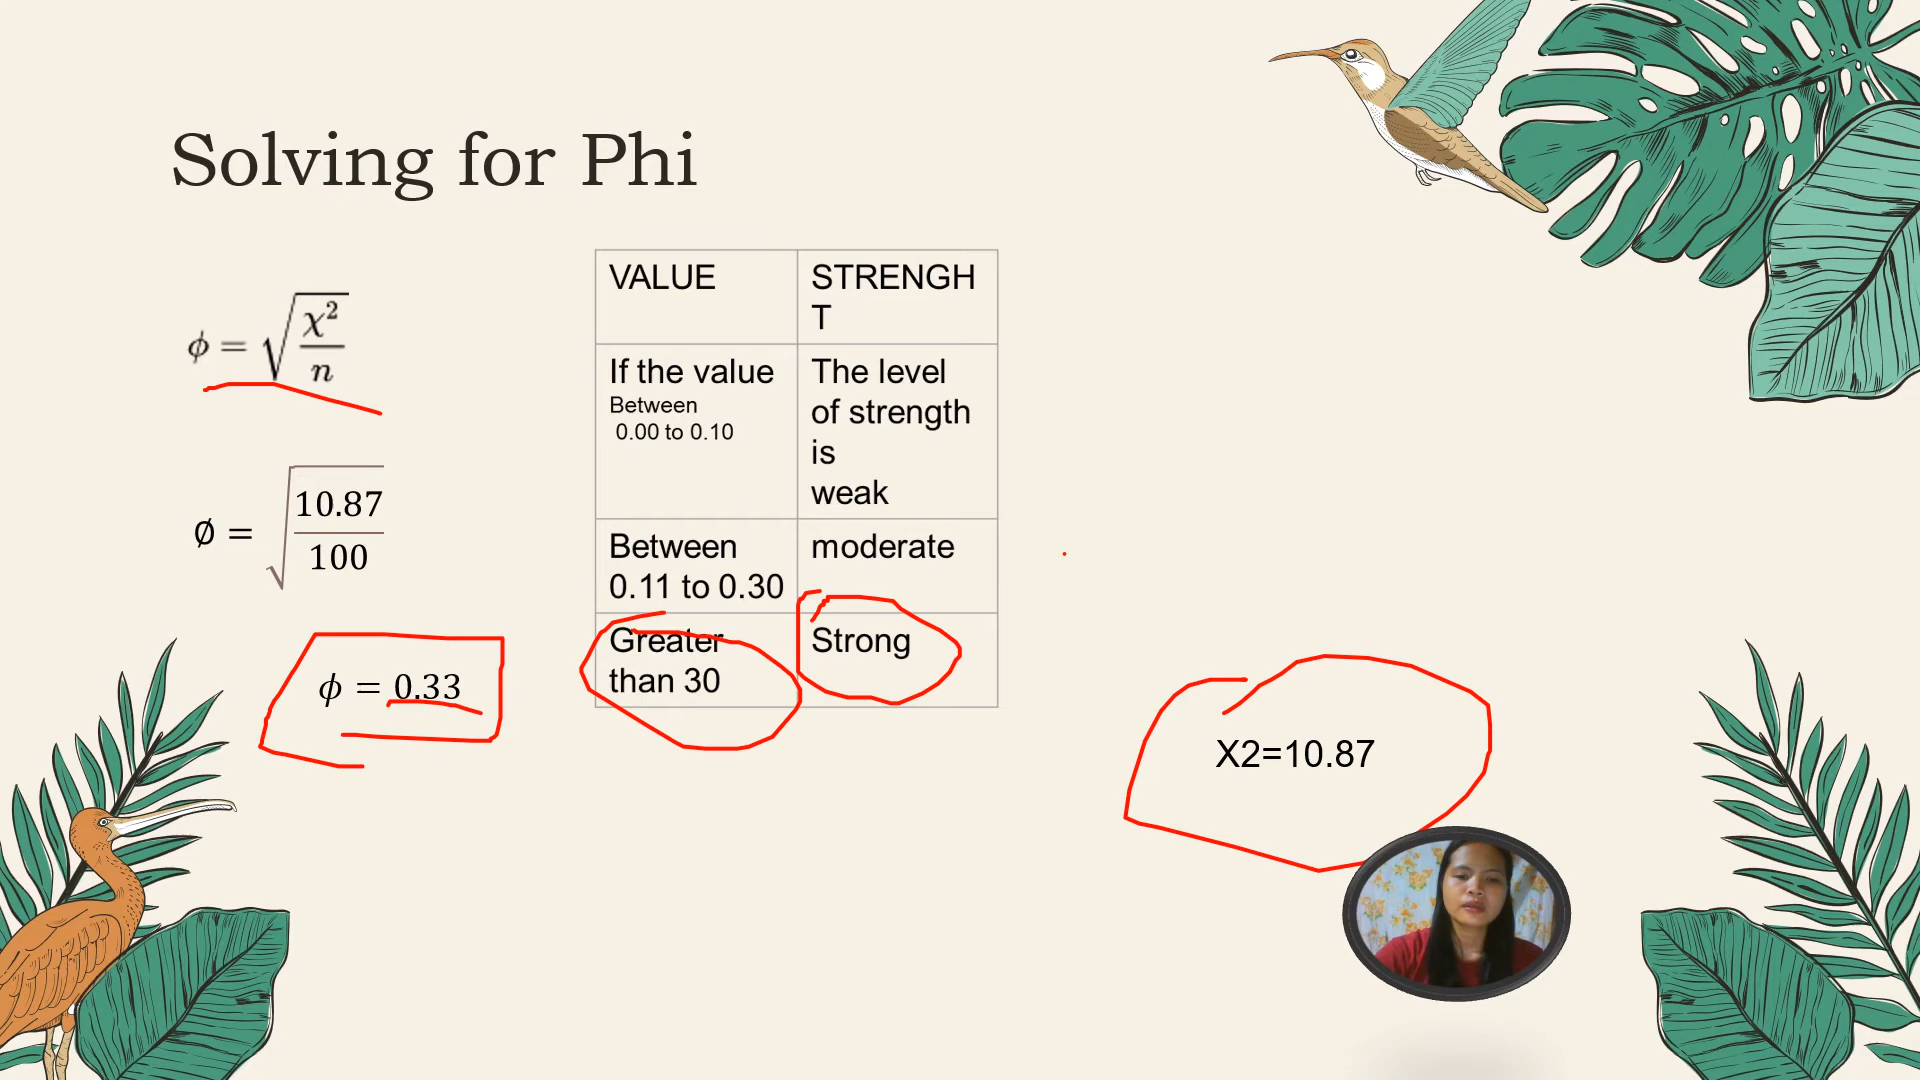 Solving for Phi
ϕ = √(χ²/n)
∅ = √(10.87/100)
ϕ = 0.33
VALUE
STRENGH
T
If the value
Between
0.00 to 0.10
The level
of strength
is
weak
Between
0.11 to 0.30
moderate
Greater
than 30
Strong
X2=10.87